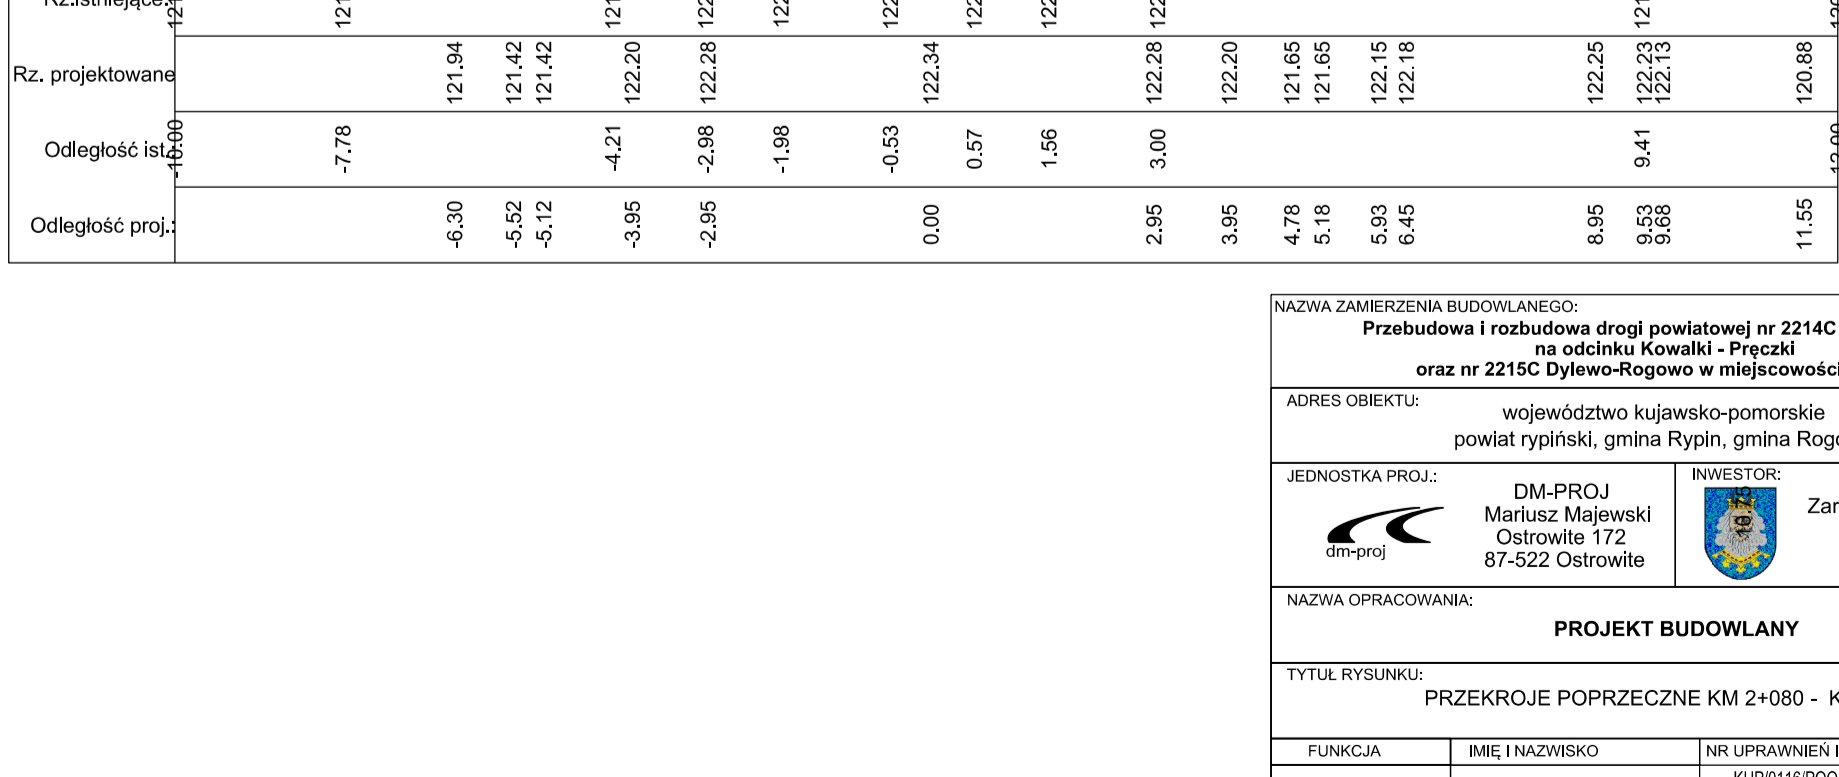 Rz. projektowane 121.94 121.42 121.42 122.20 122.28 122.34 122.28 122.20 121.65 121.65 122.15 122.18 122.25 122.23 122.13 120.88
Odległość ist.: -10.00 -7.78 -4.21 -2.98 -1.98 -0.53 0.57 1.56 3.00 9.41
Odległość proj.: -6.30 -5.52 -5.12 -3.95 -2.95 0.00 2.95 3.95 4.78 5.18 5.93 6.45 8.95 9.53 9.68 11.55
NAZWA ZAMIERZENIA BUDOWLANEGO:
Przebudowa i rozbudowa drogi powiatowej nr 2214C
na odcinku Kowalki - Pręczki
oraz nr 2215C Dylewo-Rogowo w miejscowości
ADRES OBIEKTU:
województwo kujawsko-pomorskie
powiat rypiński, gmina Rypin, gmina
JEDNOSTKA PROJ.:
DM-PROJ
Mariusz Majewski
Ostrowite 172
87-522 Ostrowite
dm-proj
INWESTOR:
NAZWA OPRACOWANIA:
PROJEKT BUDOWLANY
TYTUŁ RYSUNKU:
PRZEKROJE POPRZECZNE KM 2+080 -
FUNKCJA
IMIĘ I NAZWISKO
NR UPRAWNIEŃ